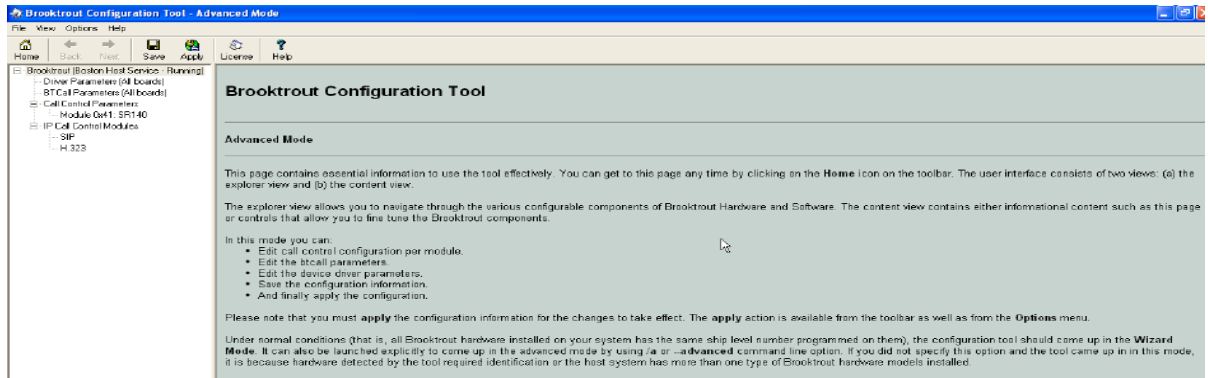 Brooktrout Configuration Tool - Advanced Mode
File View Options Help
Home Back Next Save Apply License Help
Brooktrout (Boston Host Service - Running)
Driver Parameters (All boards)
BTCall Parameters (All boards)
Call Control Parameters
Module 0x41: SR140
IP Call Control Modules
SIP
H.323
Brooktrout Configuration Tool
Advanced Mode
This page contains essential information to use the tool effectively. You can get to this page any time by clicking on the Home icon on the toolbar. The user interface consists of two views: (a) the
explorer view and (b) the content view.
The explorer view allows you to navigate through the various configurable components of Brooktrout Hardware and Software. The content view contains either informational content such as this page
or controls that allow you to fine tune the Brooktrout components.
In this mode you can:
• Edit call control configuration per module.
• Edit the btcall parameters.
• Edit the device driver parameters.
• Save the configuration information.
• And finally apply the configuration.
Please note that you must apply the configuration information for the changes to take effect. The apply action is available from the toolbar as well as from the Options menu.
Under normal conditions (that is, all Brooktrout hardware installed on your system has the same ship level number programmed on them), the configuration tool should come up in the Wizard
Mode. It can also be launched explicitly to come up in the advanced mode by using /a or --advanced command line option. If you did not specify this option and the tool came up in in this mode,
it is because hardware detected by the tool required identification or the host system has more than one type of Brooktrout hardware models installed.